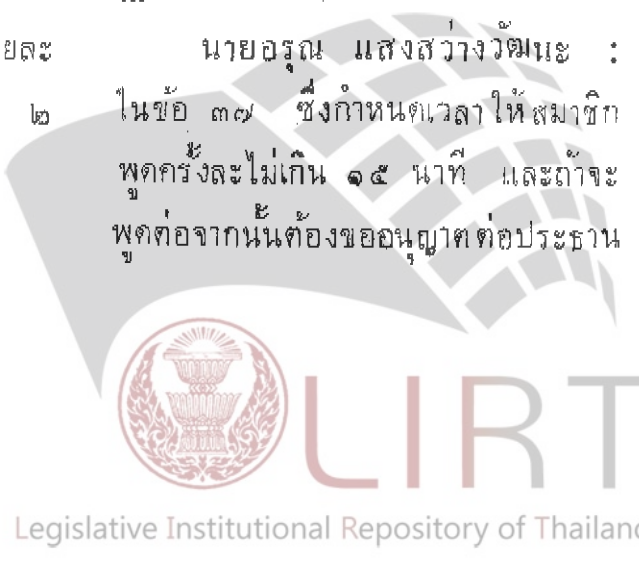 ยละ นายอรุณ แสงสว่างวัฒนะ :
๒ ในข้อ ๓๗ ซึ่งกำหนดเวลาให้สมาชิก
พูดครั้งละไม่เกิน ๑๕ นาที และถ้าจะ
พูดต่อจากนั้นต้องขออนุญาตต่อประธาน
LIRT
Legislative Institutional Repository of Thailand